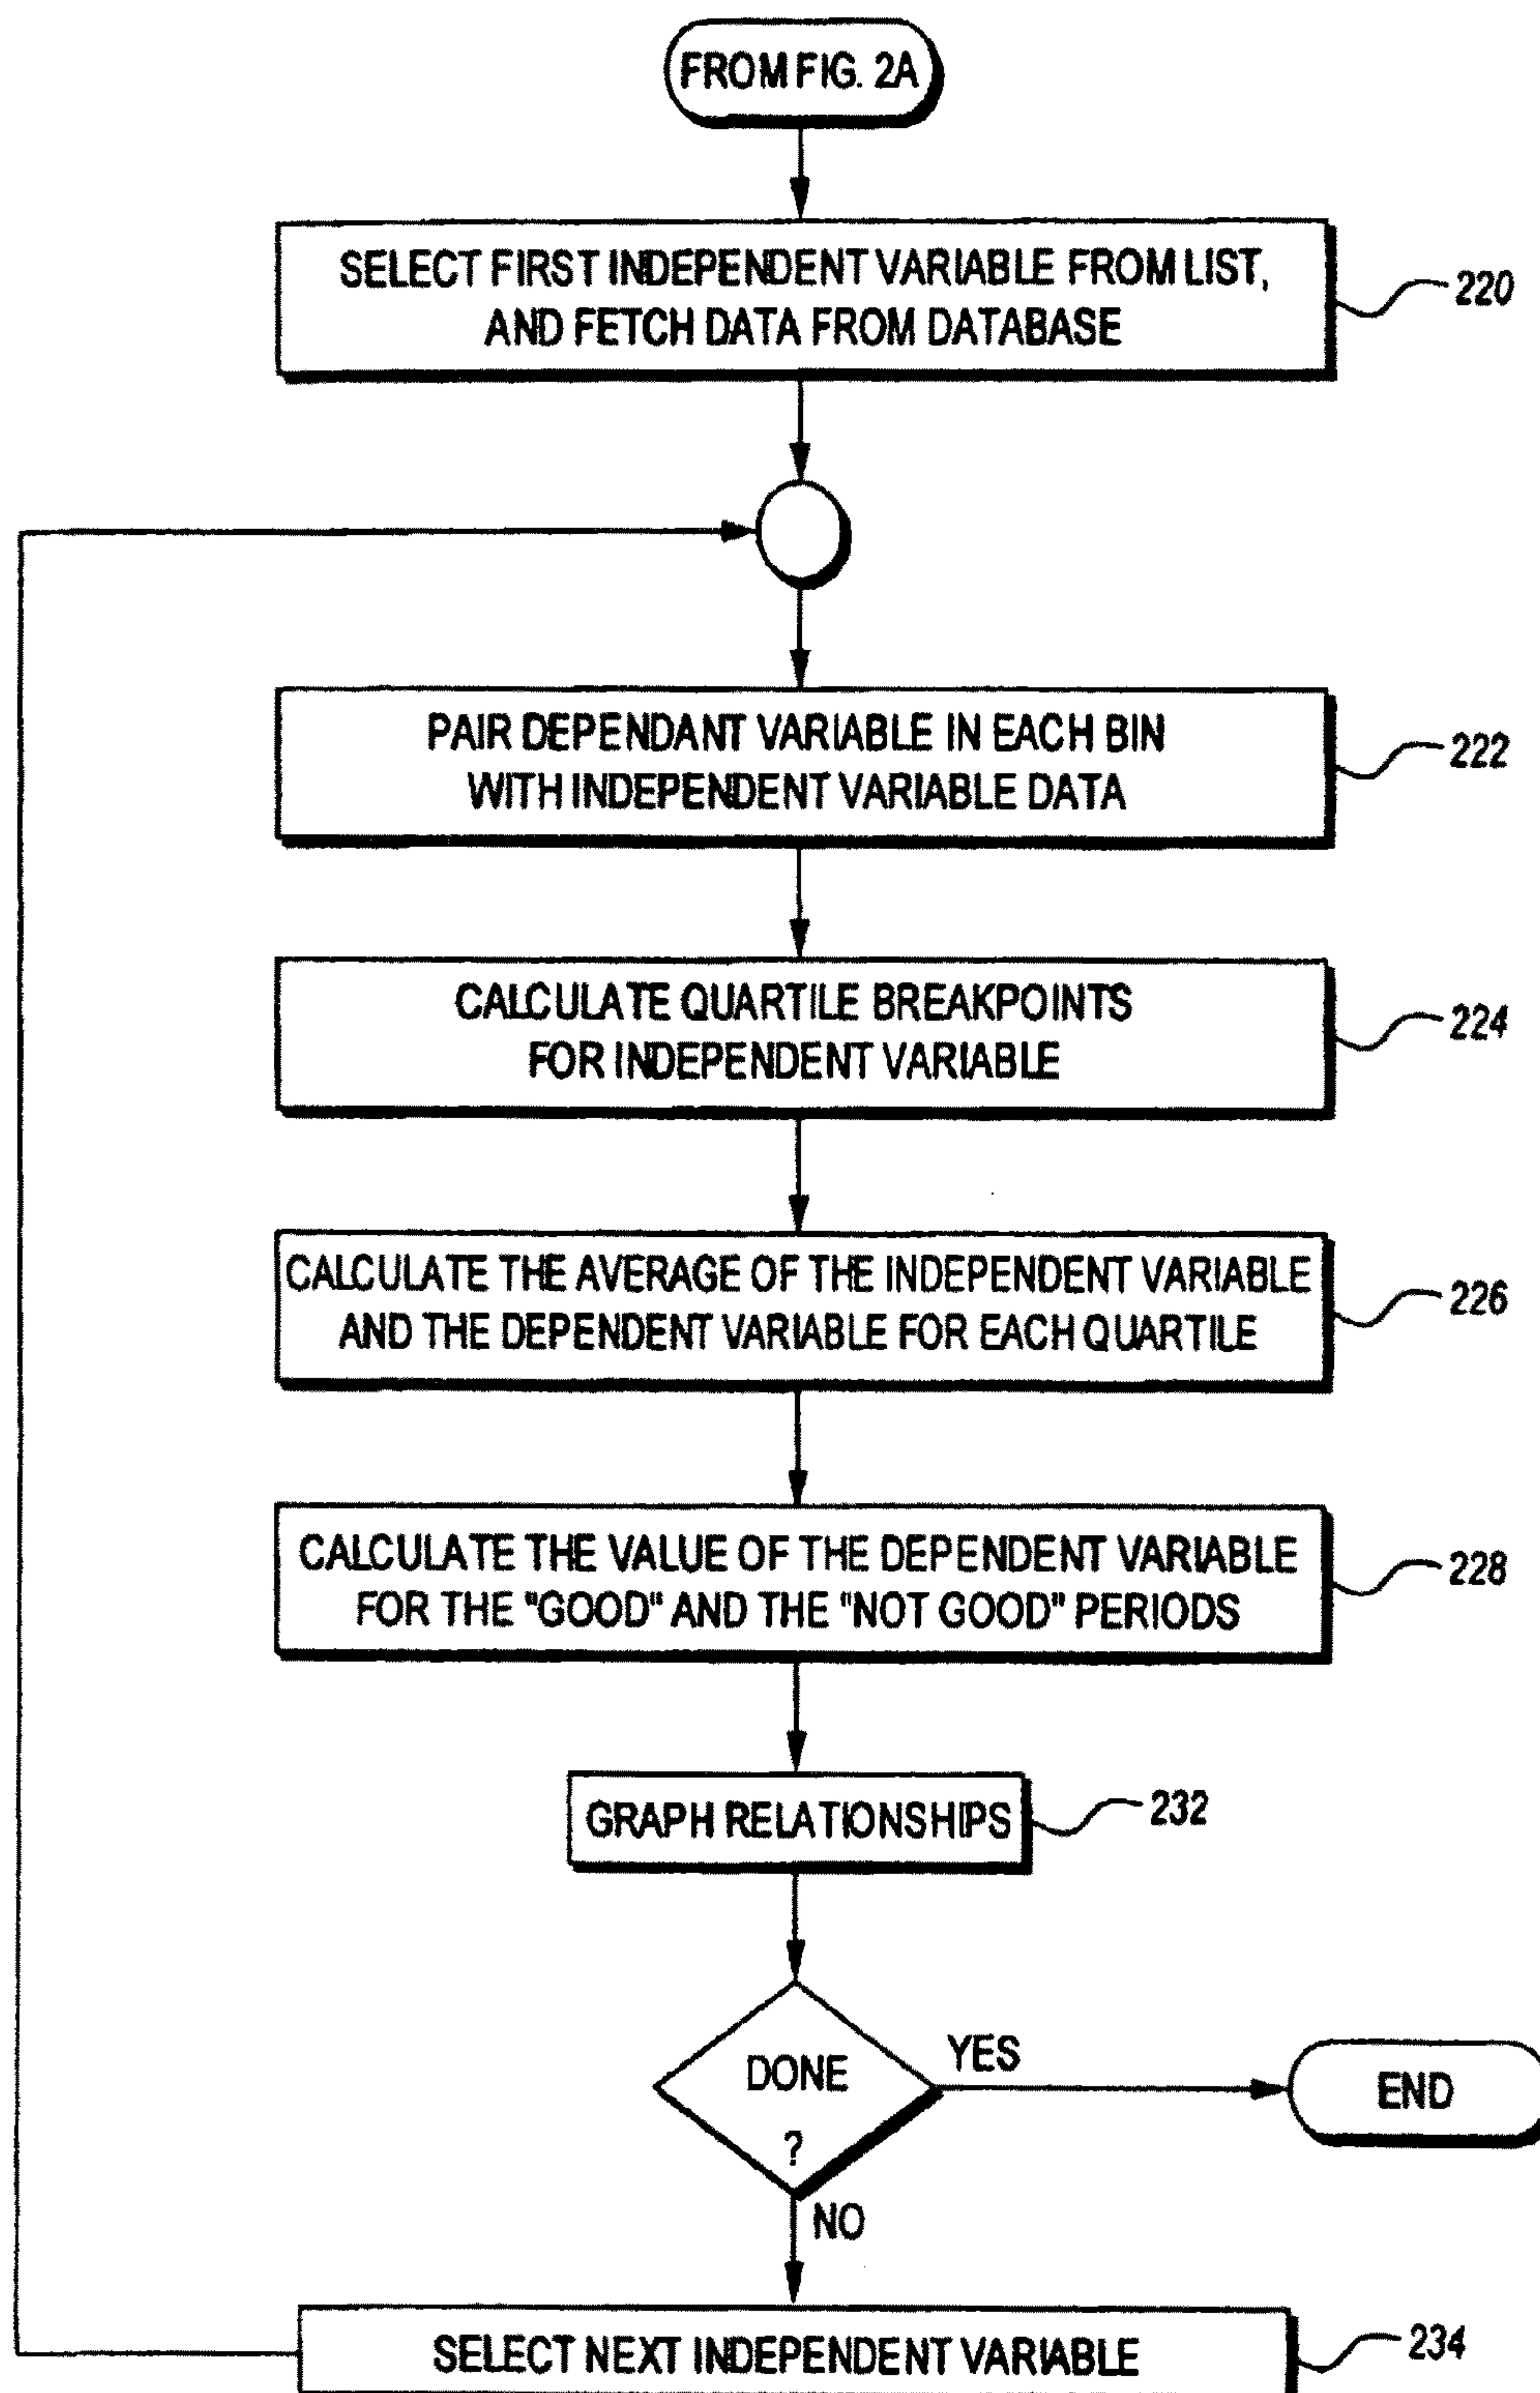 FROM FIG. 2A
SELECT FIRST INDEPENDENT VARIABLE FROM LIST,
AND FETCH DATA FROM DATABASE
220
PAIR DEPENDANT VARIABLE IN EACH BIN
WITH INDEPENDENT VARIABLE DATA
222
CALCULATE QUARTILE BREAKPOINTS
FOR INDEPENDENT VARIABLE
224
CALCULATE THE AVERAGE OF THE INDEPENDENT VARIABLE
AND THE DEPENDENT VARIABLE FOR EACH QUARTILE
226
CALCULATE THE VALUE OF THE DEPENDENT VARIABLE
FOR THE "GOOD" AND THE "NOT GOOD" PERIODS
228
GRAPH RELATIONSHIPS
232
DONE
?
YES
END
NO
SELECT NEXT INDEPENDENT VARIABLE
234